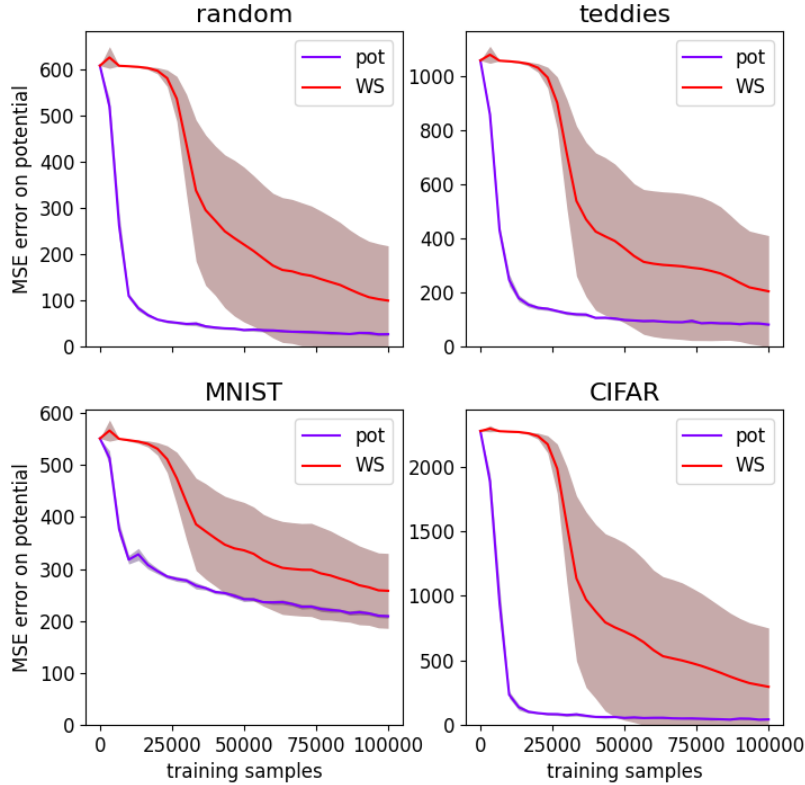 random
MSE error on potential
600
500
400
300
200
100
0
pot
WS
teddies
1000
800
600
400
200
0
pot
WS
MNIST
MSE error on potential
600
500
400
300
200
100
0
0
25000
50000
75000
100000
training samples
pot
WS
CIFAR
2000
1500
1000
500
0
0
25000
50000
75000
100000
training samples
pot
WS